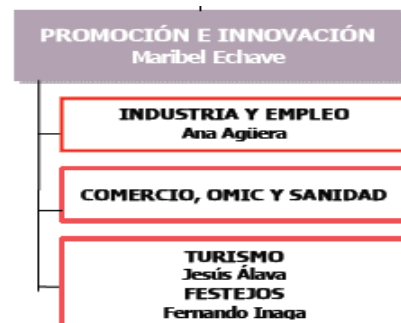 PROMOCIÓN E INNOVACIÓN
Maribel Echave
INDUSTRIA Y EMPLEO
Ana Agüera
COMERCIO, OMIC Y SANIDAD
TURISMO
Jesús Álava
FESTEJOS
Fernando Inaga